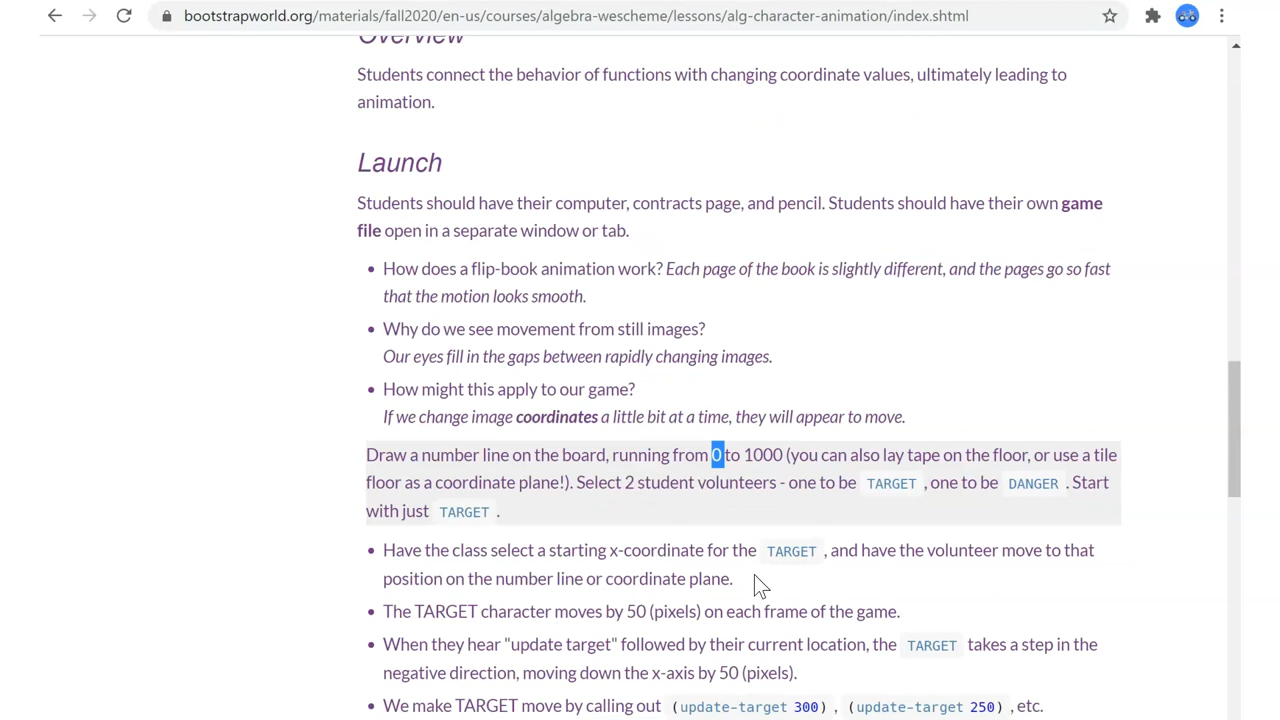 bootstrapworld.org/materials/fall2020/en-us/courses/algebra-wescheme/lessons/alg-character-animation/index.shtml
Overview
Students connect the behavior of functions with changing coordinate values, ultimately leading to
animation.
Launch
Students should have their computer, contracts page, and pencil. Students should have their own game
file open in a separate window or tab.
• How does a flip-book animation work? Each page of the book is slightly different, and the pages go so fast
that the motion looks smooth.
• Why do we see movement from still images?
Our eyes fill in the gaps between rapidly changing images.
• How might this apply to our game?
If we change image coordinates a little bit at a time, they will appear to move.
Draw a number line on the board, running from 0 to 1000 (you can also lay tape on the floor, or use a tile
floor as a coordinate plane!). Select 2 student volunteers - one to be TARGET , one to be DANGER . Start
with just TARGET .
• Have the class select a starting x-coordinate for the TARGET , and have the volunteer move to that
position on the number line or coordinate plane.
• The TARGET character moves by 50 (pixels) on each frame of the game.
• When they hear "update target" followed by their current location, the TARGET takes a step in the
negative direction, moving down the x-axis by 50 (pixels).
• We make TARGET move by calling out (update-target 300) , (update-target 250) , etc.